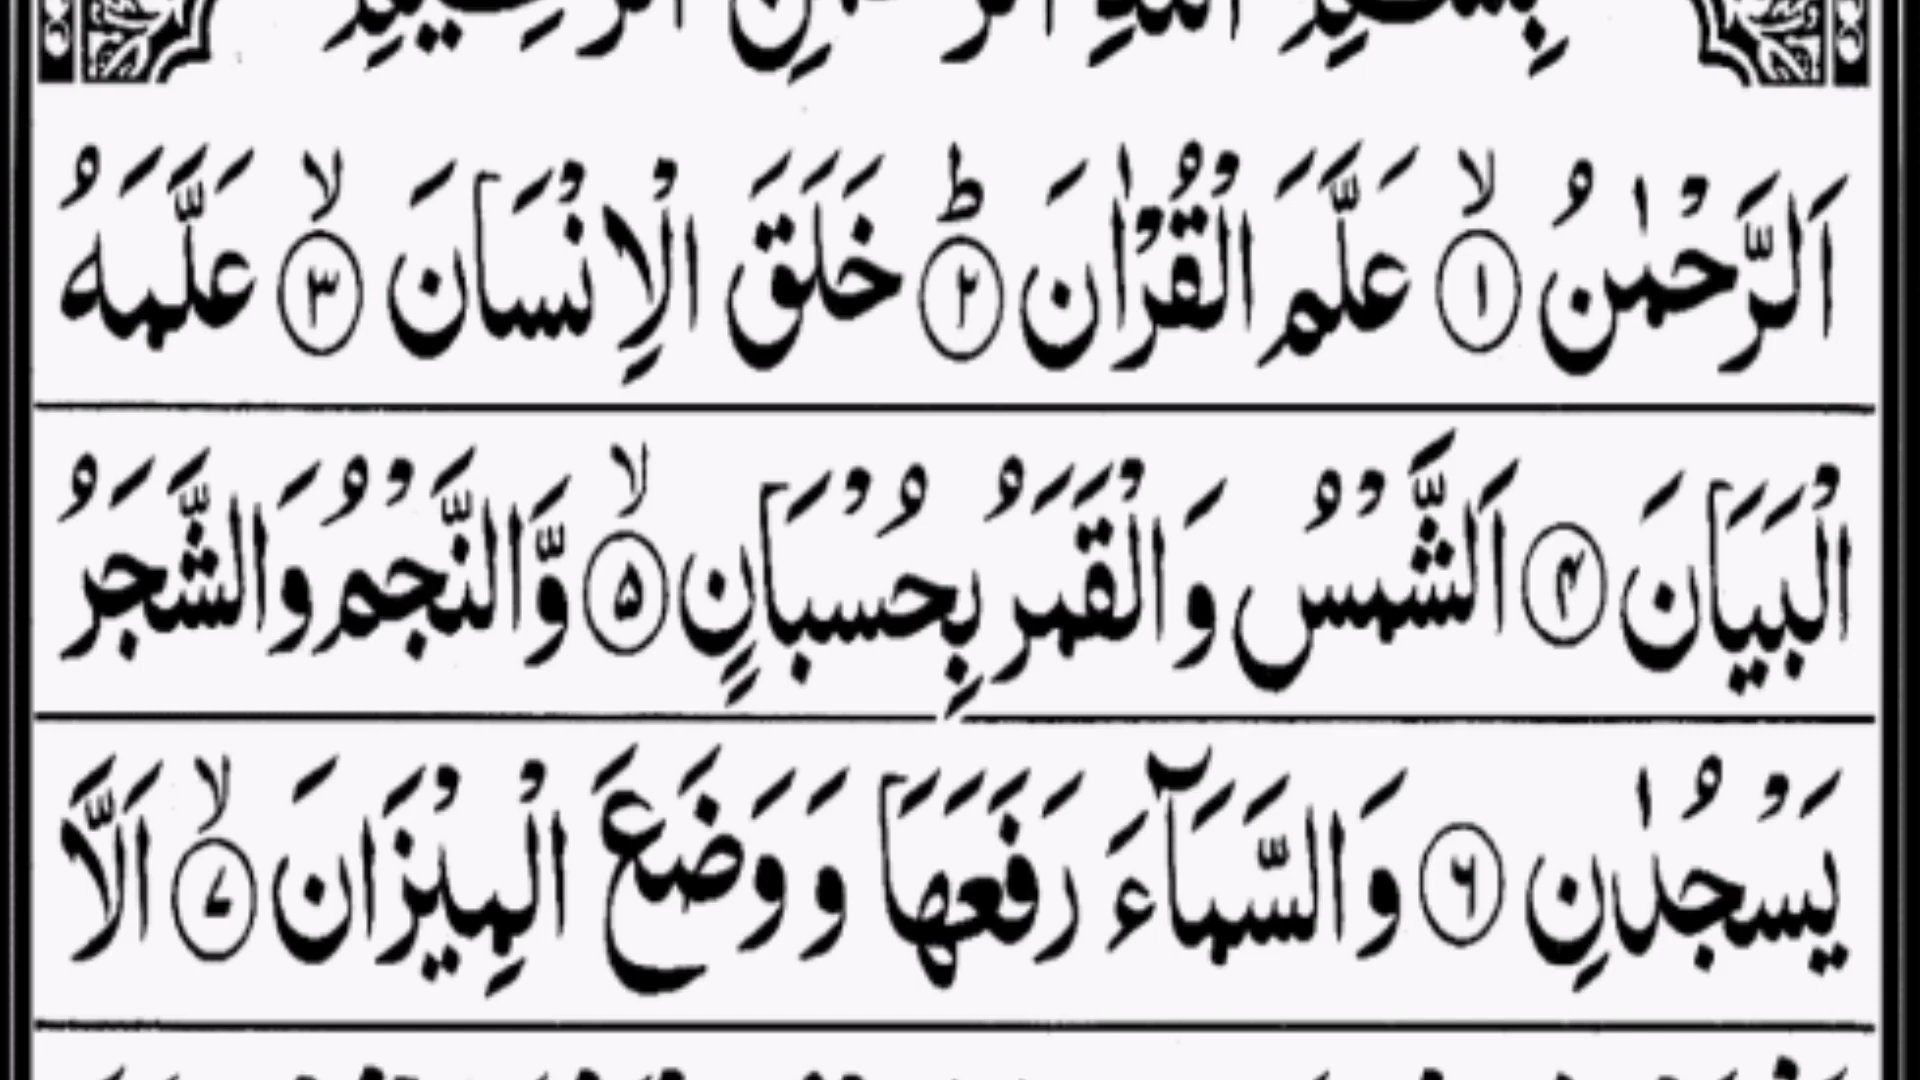 بِسْمِ اللهِ الرَّحْمٰنِ الرَّحِيْمِ
اَلرَّحْمٰنُ ۙ﴿۱﴾ عَلَّمَ الْقُرْاٰنَ ؕ﴿۲﴾ خَلَقَ الْاِنْسَانَ ۙ﴿۳﴾ عَلَّمَهُ
الْبَيَانَ ﴿۴﴾ اَلشَّمْسُ وَالْقَمَرُ بِحُسْبَانٍ ۙ﴿۵﴾ وَّالنَّجْمُ وَالشَّجَرُ
يَسْجُدٰنِ ﴿۶﴾ وَالسَّمَآءَ رَفَعَهَا وَوَضَعَ الْمِيْزَانَ ۙ﴿۷﴾ اَلَّا